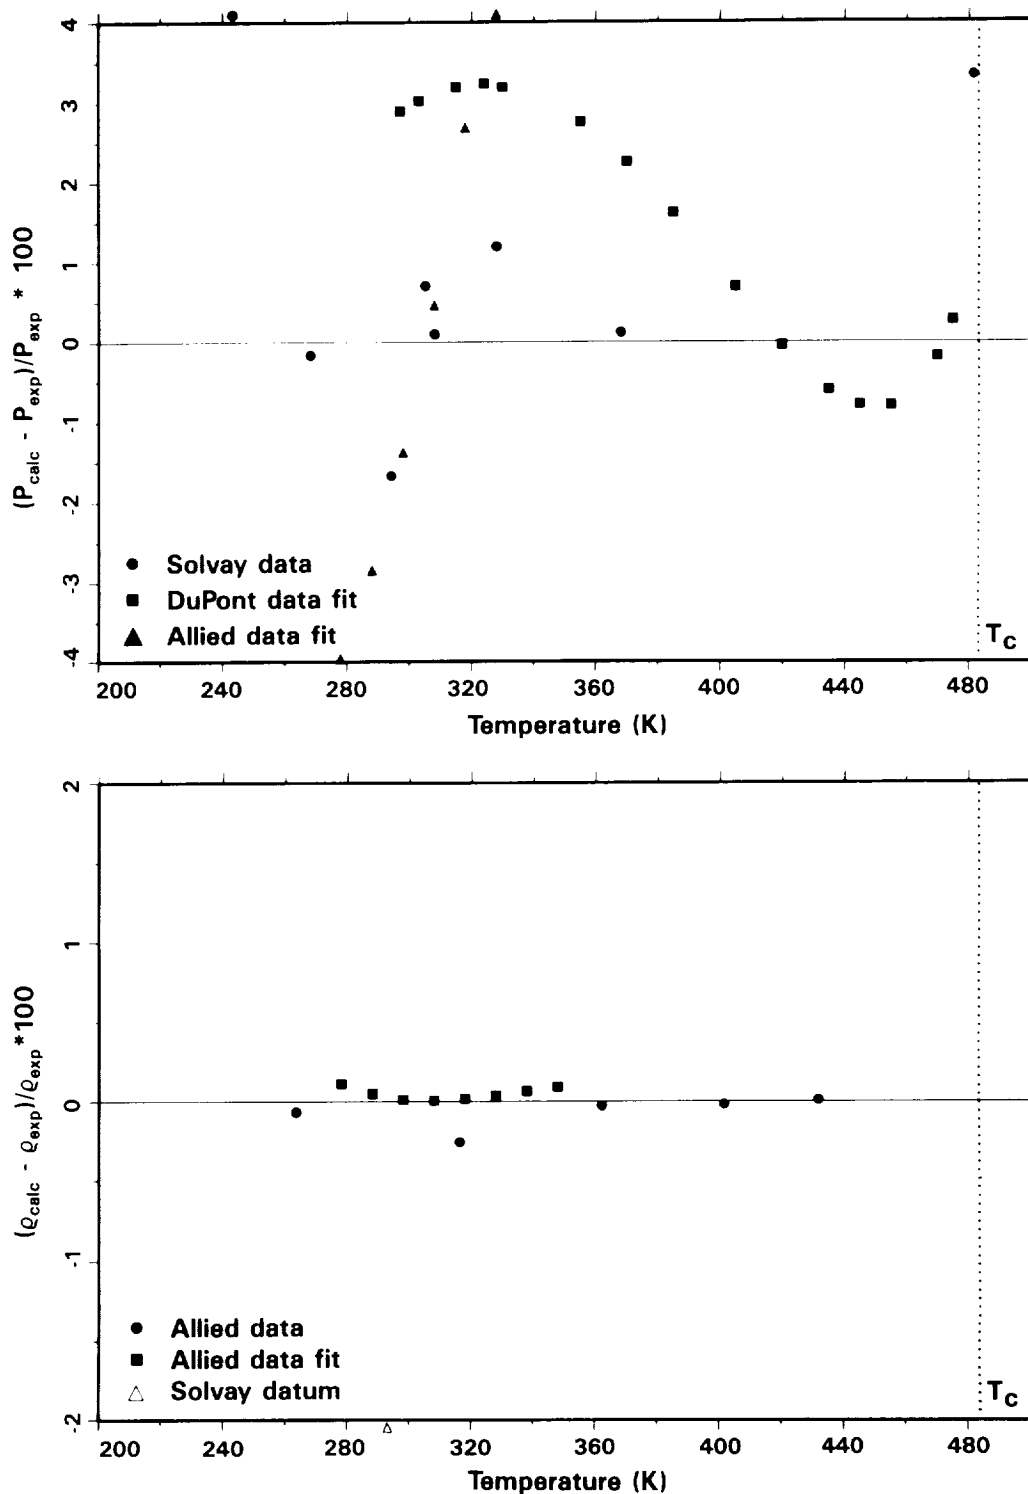 4
3
2
1
0
-1
-2
-3
-4
(P_calc - P_exp)/P_exp * 100
● Solvay data
■ DuPont data fit
▲ Allied data fit
T_C
200 240 280 320 360 400 440 480
Temperature (K)
2
1
0
-1
-2
(ϱ_calc - ϱ_exp)/ϱ_exp*100
● Allied data
■ Allied data fit
△ Solvay datum
T_C
200 240 280 320 360 400 440 480
Temperature (K)